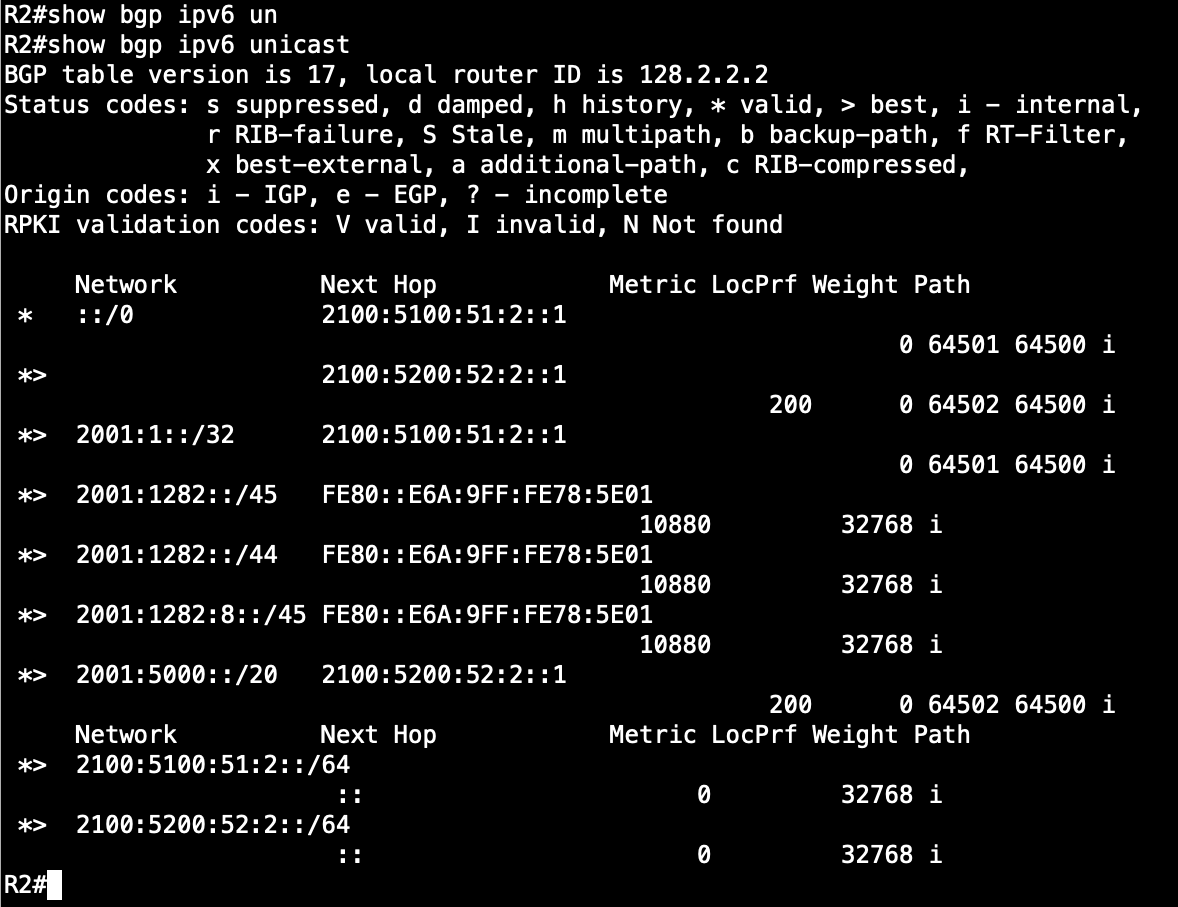 R2#show bgp ipv6 un
R2#show bgp ipv6 unicast
BGP table version is 17, local router ID is 128.2.2.2
Status codes: s suppressed, d damped, h history, * valid, > best, i - internal,
              r RIB-failure, S Stale, m multipath, b backup-path, f RT-Filter,
              x best-external, a additional-path, c RIB-compressed,
Origin codes: i - IGP, e - EGP, ? - incomplete
RPKI validation codes: V valid, I invalid, N Not found

     Network          Next Hop            Metric LocPrf Weight Path
 *   ::/0             2100:5100:51:2::1
                                                              0 64501 64500 i
 *>                   2100:5200:52:2::1
                                                     200      0 64502 64500 i
 *>  2001:1::/32      2100:5100:51:2::1
                                                              0 64501 64500 i
 *>  2001:1282::/45   FE80::E6A:9FF:FE78:5E01
                                            10880         32768 i
 *>  2001:1282::/44   FE80::E6A:9FF:FE78:5E01
                                            10880         32768 i
 *>  2001:1282:8::/45 FE80::E6A:9FF:FE78:5E01
                                            10880         32768 i
 *>  2001:5000::/20   2100:5200:52:2::1
                                                     200      0 64502 64500 i
     Network          Next Hop            Metric LocPrf Weight Path
 *>  2100:5100:51:2::/64
                       ::                       0         32768 i
 *>  2100:5200:52:2::/64
                       ::                       0         32768 i
R2#